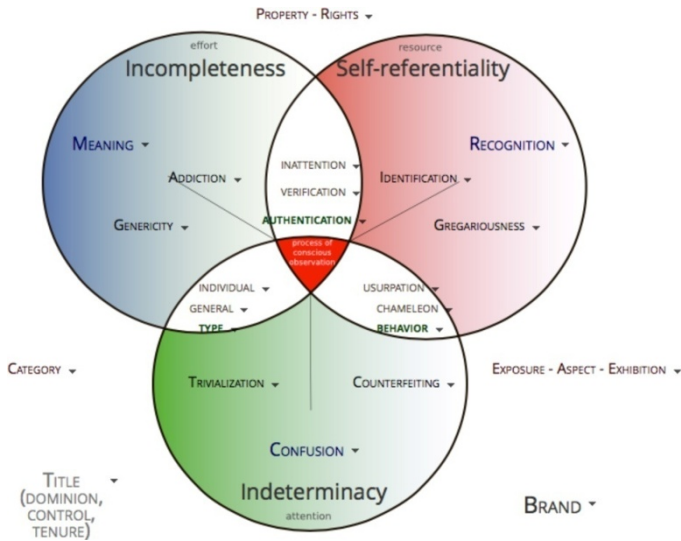 Property - Rights
effort
resource
Incompleteness
Self-referentiality
Meaning
Recognition
Inattention
Addiction
Identification
Verification
Authentication
Genericity
Gregariousness
process of
conscious
observation
Individual
Usurpation
General
Chameleon
Type
Behavior
Category
Exposure - Aspect - Exhibition
Trivialization
Counterfeiting
Confusion
Title
(dominion,
control,
tenure)
Indeterminacy
Brand
attention